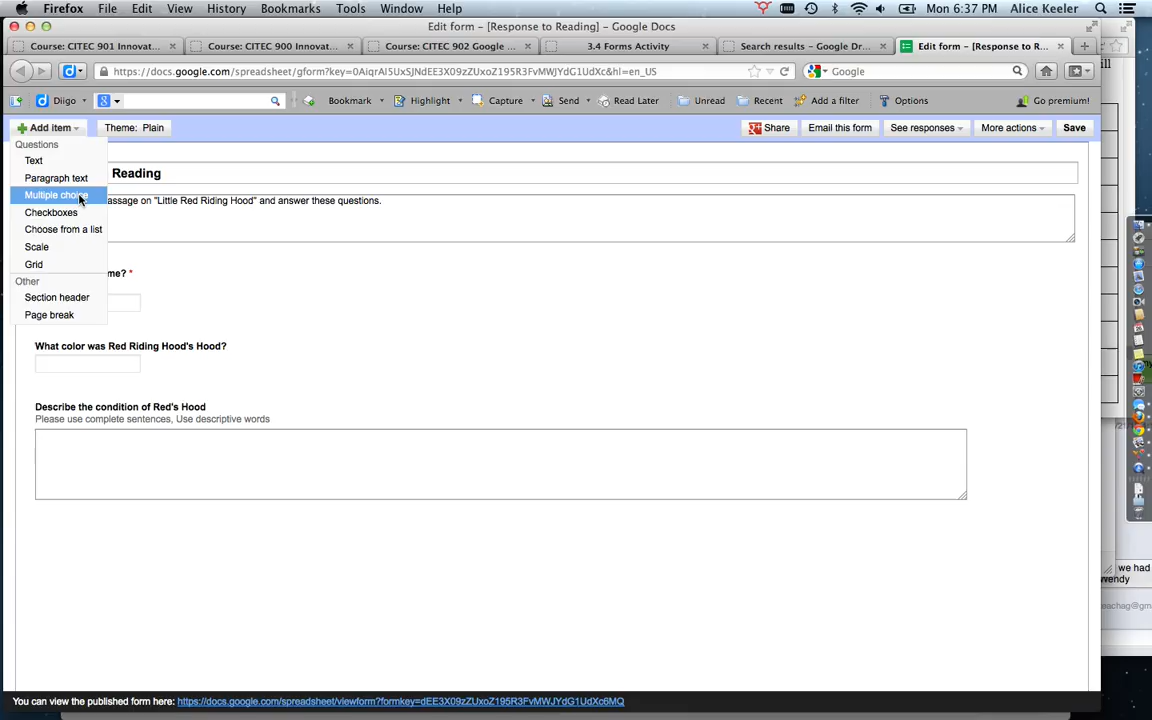 Firefox File Edit View History Bookmarks Tools Window Help Mon 6:37 PM Alice Keeler
Edit form – [Response to Reading] – Google Docs
Course: CITEC 901 Innovat... Course: CITEC 900 Innovat... Course: CITEC 902 Google ... 3.4 Forms Activity Search results – Google Dr... Edit form – [Response to R...
https://docs.google.com/spreadsheet/gform?key=0AiqrAI5UxSJNdEE3X09zZUxoZ195R3FvMWJYdG1UdXc&hl=en_US Google
Diigo Bookmark Highlight Capture Send Read Later Unread Recent Add a filter Options Go premium!
Add item Theme: Plain Share Email this form See responses More actions Save
Questions
Text
Reading
Paragraph text
Multiple choice
assage on "Little Red Riding Hood" and answer these questions.
Checkboxes
Choose from a list
Scale
Grid
me? *
Other
Section header
Page break
What color was Red Riding Hood's Hood?
Describe the condition of Red's Hood
Please use complete sentences, Use descriptive words
we had
endy
You can view the published form here: https://docs.google.com/spreadsheet/viewform?formkey=dEE3X09zZUxoZ195R3FvMWJYdG1UdXc6MQ